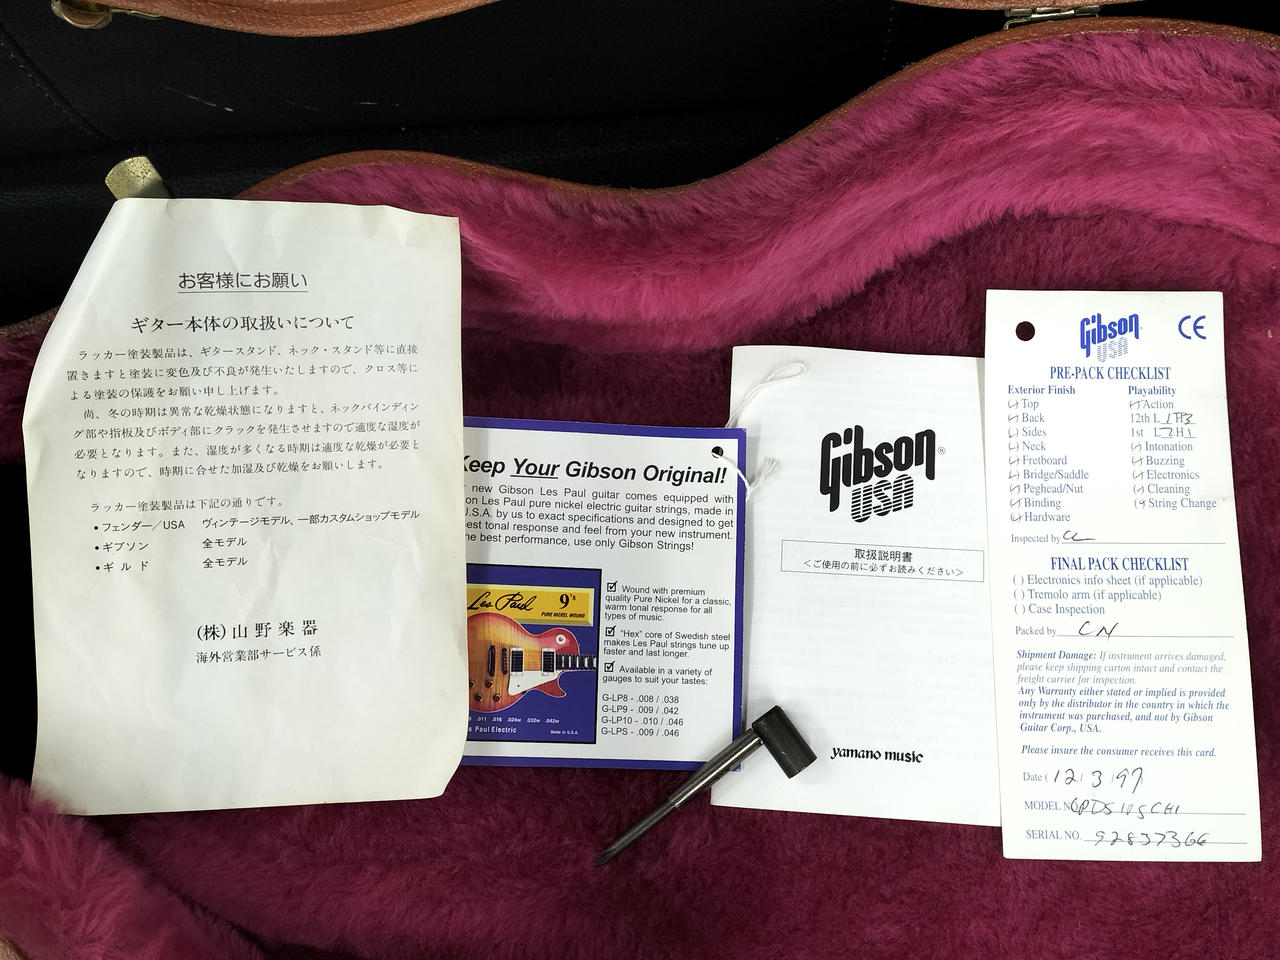 お客様にお願い
ギター本体の取扱いについて
ラッカー塗装製品は、ギタースタンド、ネック・スタンド等に直接
置きますと塗装に変色及び不良が発生いたしますので、クロス等に
よる塗装の保護をお願い申し上げます。
尚、冬の時期は異常な乾燥状態になりますと、ネックバインディン
グ部や指板及びボディ部にクラックを発生させますので適度な湿度が
必要となります。また、湿度が多くなる時期は適度な乾燥が必要と
なりますので、時期に合せた加湿及び乾燥をお願いします。
ラッカー塗装製品は下記の通りです。
•フェンダー／USA ヴィンテージモデル、一部カスタムショップモデル
•ギブソン 全モデル
•ギルド 全モデル
(株)山野楽器
海外営業部サービス係
Keep Your Gibson Original!
new Gibson Les Paul guitar comes equipped with
on Les Paul pure nickel electric guitar strings, made in
U.S.A. by us to exact specifications and designed to get
best tonal response and feel from your new instrument.
he best performance, use only Gibson Strings!
Les Paul 9's
PURE NICKEL WOUND
.011 .016 .024w .032w .042w
s Paul Electric Made in U.S.A.
Wound with premium
quality Pure Nickel for a classic,
warm tonal response for all
types of music.
"Hex" core of Swedish steel
makes Les Paul strings tune up
faster and last longer.
Available in a variety of
gauges to suit your tastes:
G-LP8 - .008 / .038
G-LP9 - .009 / .042
G-LP10 - .010 / .046
G-LPS - .009 / .046
Gibson®
USA
取扱説明書
＜ご使用の前に必ずお読みください＞
yamano music
Gibson
USA
CE
PRE-PACK CHECKLIST
Exterior Finish Playability
Top Action
Back 12th L
Sides 1st L 2 H 1
Neck Intonation
Fretboard Buzzing
Bridge/Saddle Electronics
Peghead/Nut Cleaning
Binding String Change
Hardware
Inspected by
FINAL PACK CHECKLIST
( ) Electronics info sheet (if applicable)
( ) Tremolo arm (if applicable)
( ) Case Inspection
Packed by CN
Shipment Damage: If instrument arrives damaged,
please keep shipping carton intact and contact the
freight carrier for inspection.
Any Warranty either stated or implied is provided
only by the distributor in the country in which the
instrument was purchased, and not by Gibson
Guitar Corp., USA.
Please insure the consumer receives this card.
Date ( 12 / 3 / 97
MODEL N
SERIAL NO. 92837366